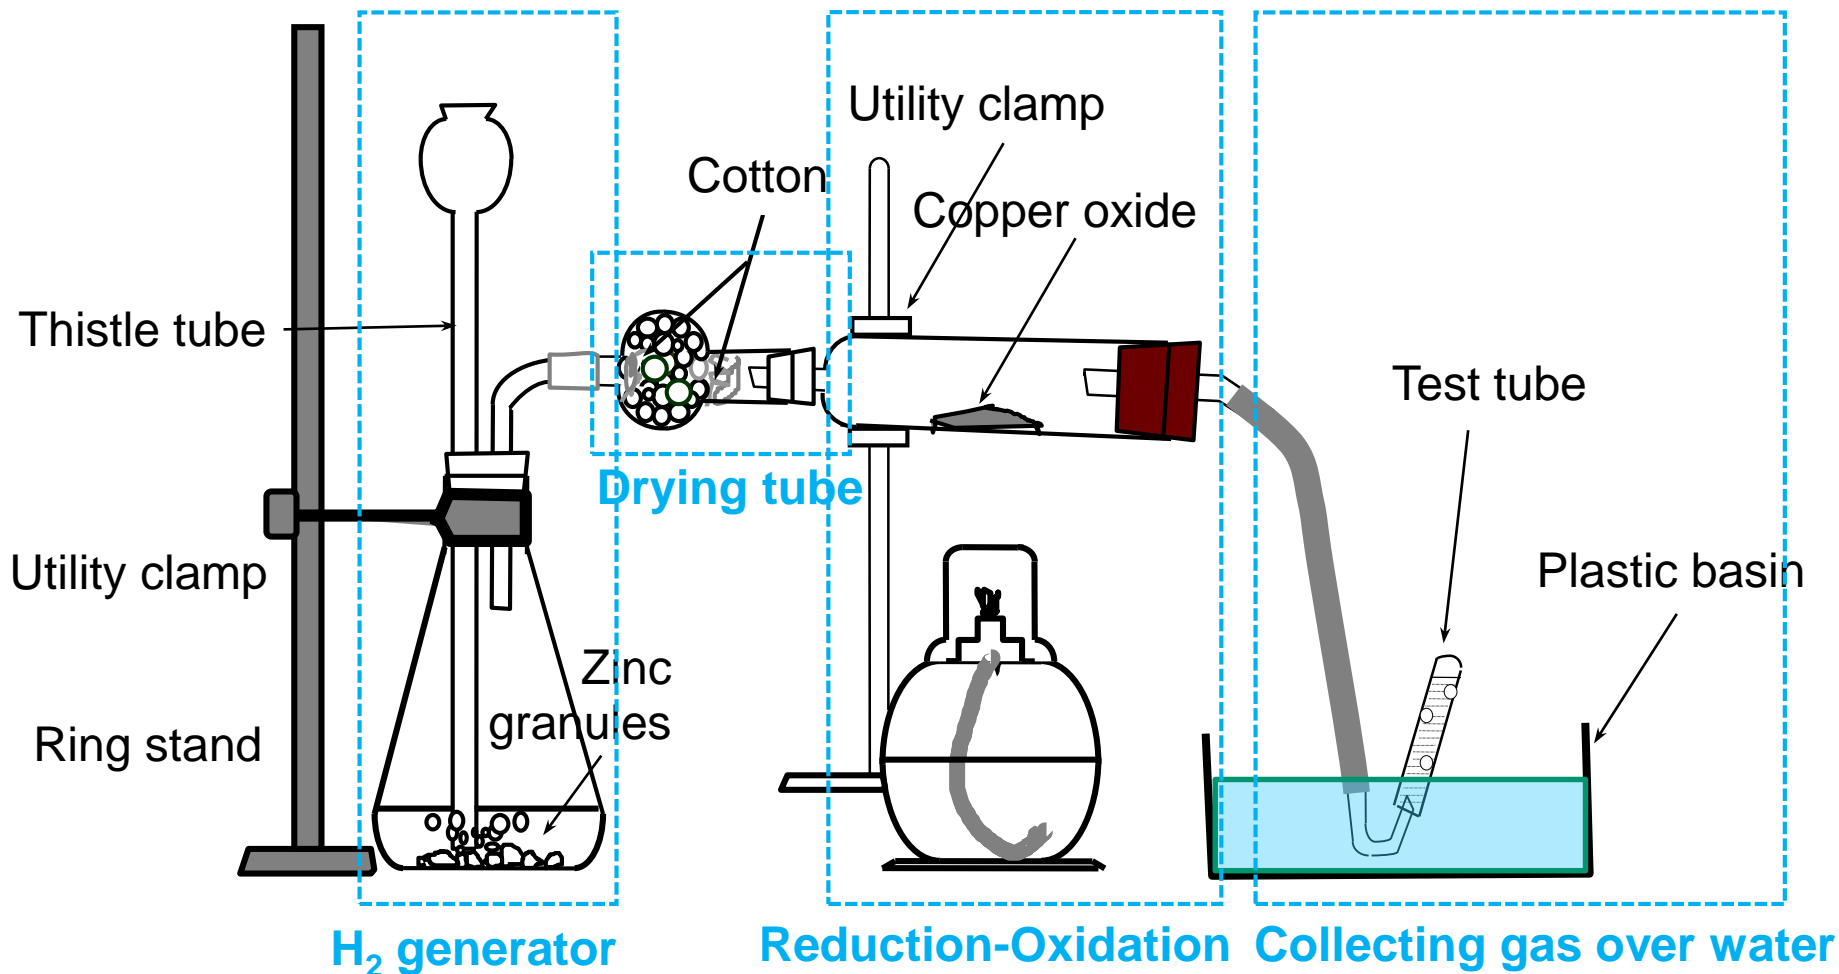 Utility clamp
Cotton
Copper oxide
Thistle tube
Test tube
Drying tube
Utility clamp
Plastic basin
Zinc
granules
Ring stand
H₂ generator
Reduction-Oxidation
Collecting gas over water